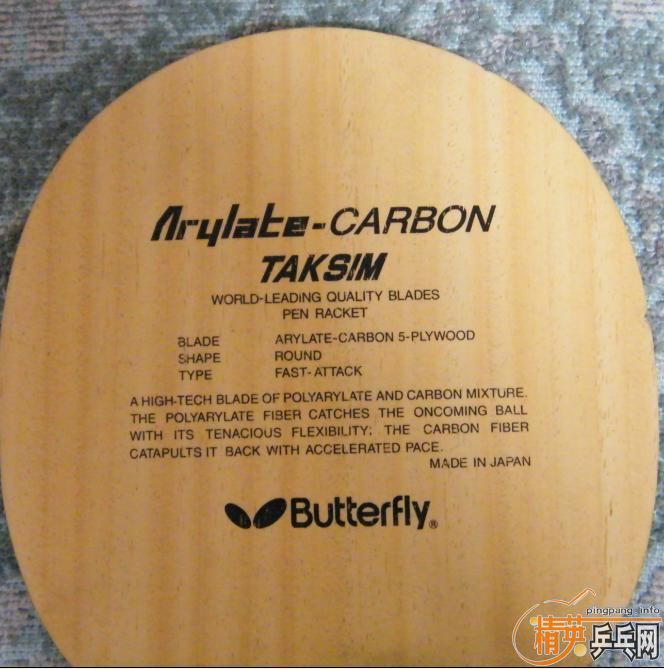 Arylate-CARBON
TAKSIM
WORLD-LEADING QUALITY BLADES
PEN RACKET
BLADE ARYLATE-CARBON 5-PLYWOOD
SHAPE ROUND
TYPE FAST-ATTACK
A HIGH-TECH BLADE OF POLYARYLATE AND CARBON MIXTURE.
THE POLYARYLATE FIBER CATCHES THE ONCOMING BALL
WITH ITS TENACIOUS FLEXIBILITY; THE CARBON FIBER
CATAPULTS IT BACK WITH ACCELERATED PACE.
MADE IN JAPAN
Butterfly®
pingpang.info
精英乒乓网